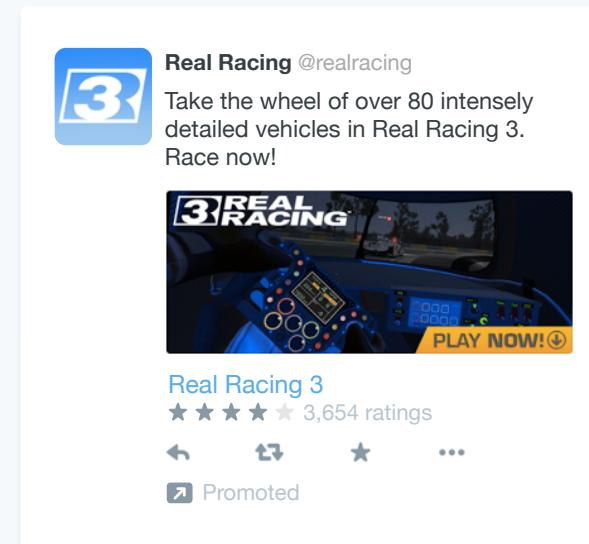 Real Racing @realracing
Take the wheel of over 80 intensely
detailed vehicles in Real Racing 3.
Race now!
3 REAL
RACING
PLAY NOW!
Real Racing 3
3,654 ratings
Promoted